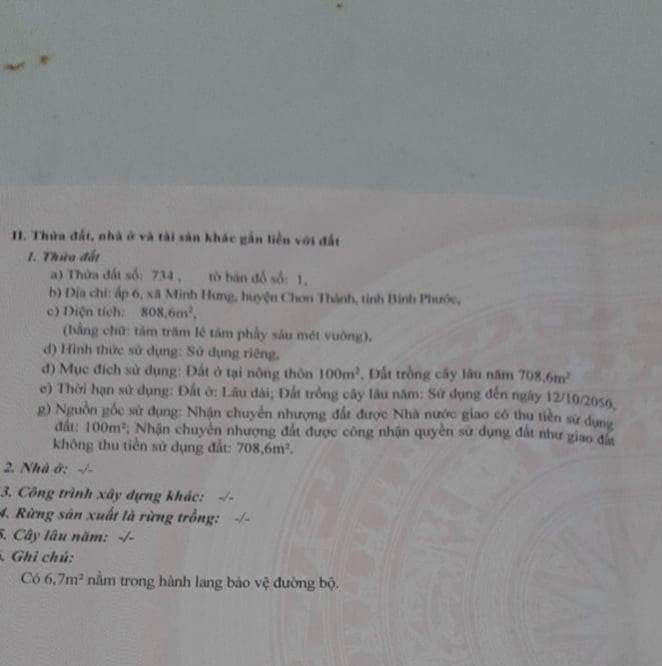 II. Thửa đất, nhà ở và tài sản khác gắn liền với đất
1. Thửa đất
a) Thửa đất số: 734 , tờ bản đồ số: 1,
b) Địa chỉ: ấp 6, xã Minh Hưng, huyện Chơn Thành, tỉnh Bình Phước,
c) Diện tích: 808,6m²,
(bằng chữ: tám trăm lẻ tám phẩy sáu mét vuông),
d) Hình thức sử dụng: Sử dụng riêng,
đ) Mục đích sử dụng: Đất ở tại nông thôn 100m², Đất trồng cây lâu năm 708,6m²
e) Thời hạn sử dụng: Đất ở: Lâu dài; Đất trồng cây lâu năm: Sử dụng đến ngày 12/10/2056,
g) Nguồn gốc sử dụng: Nhận chuyển nhượng đất được Nhà nước giao có thu tiền sử dụng
đất: 100m²; Nhận chuyển nhượng đất được công nhận quyền sử dụng đất như giao đất
không thu tiền sử dụng đất: 708,6m².
2. Nhà ở: -/-
3. Công trình xây dựng khác: -/-
4. Rừng sản xuất là rừng trồng: -/-
5. Cây lâu năm: -/-
6. Ghi chú:
Có 6,7m² nằm trong hành lang bảo vệ đường bộ.